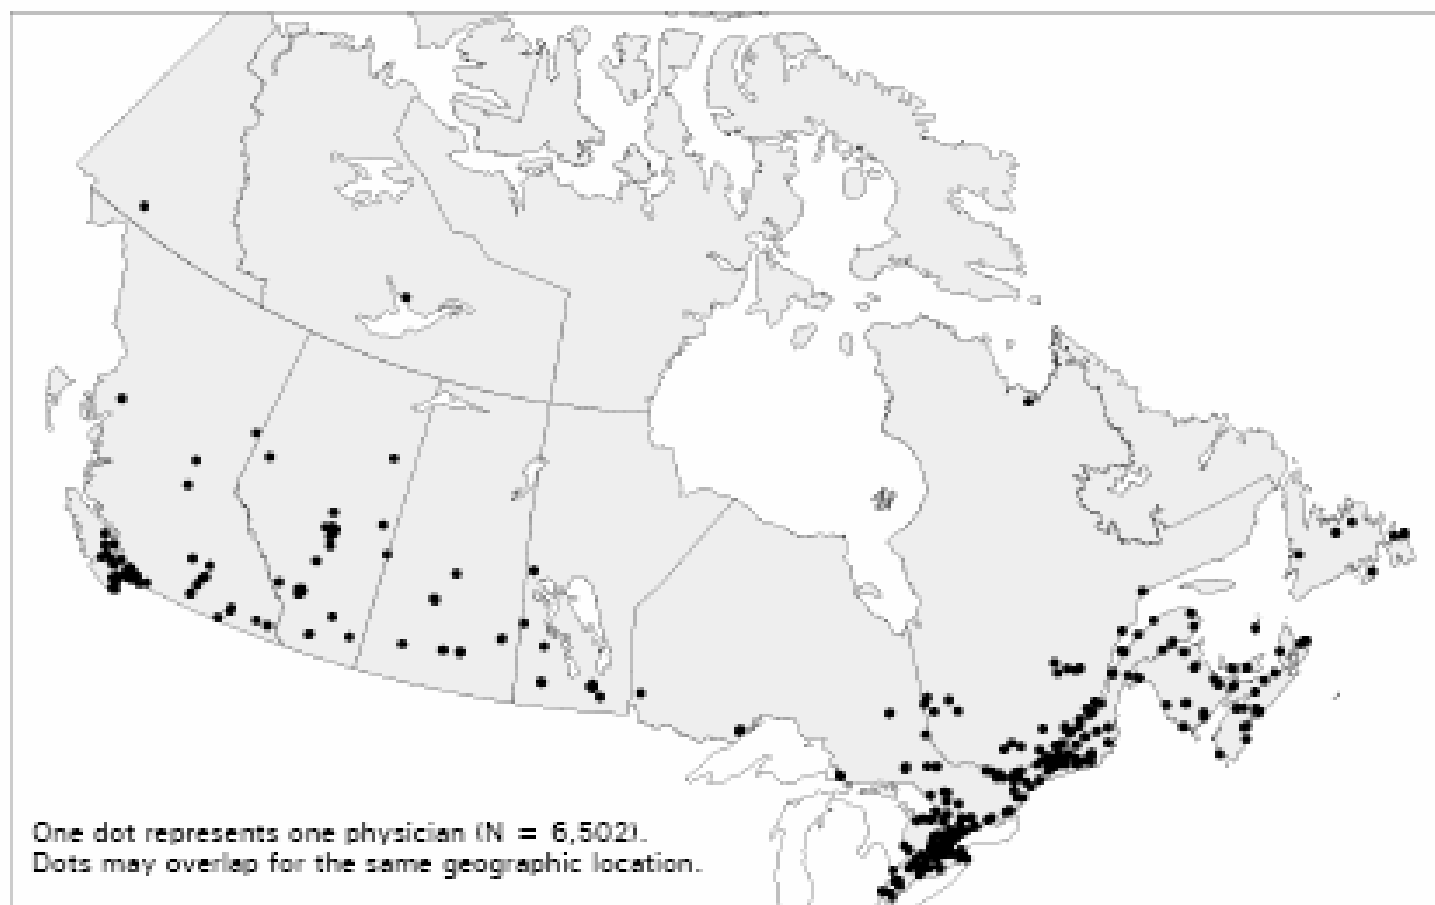 One dot represents one physician (N = 6,502).
Dots may overlap for the same geographic location.